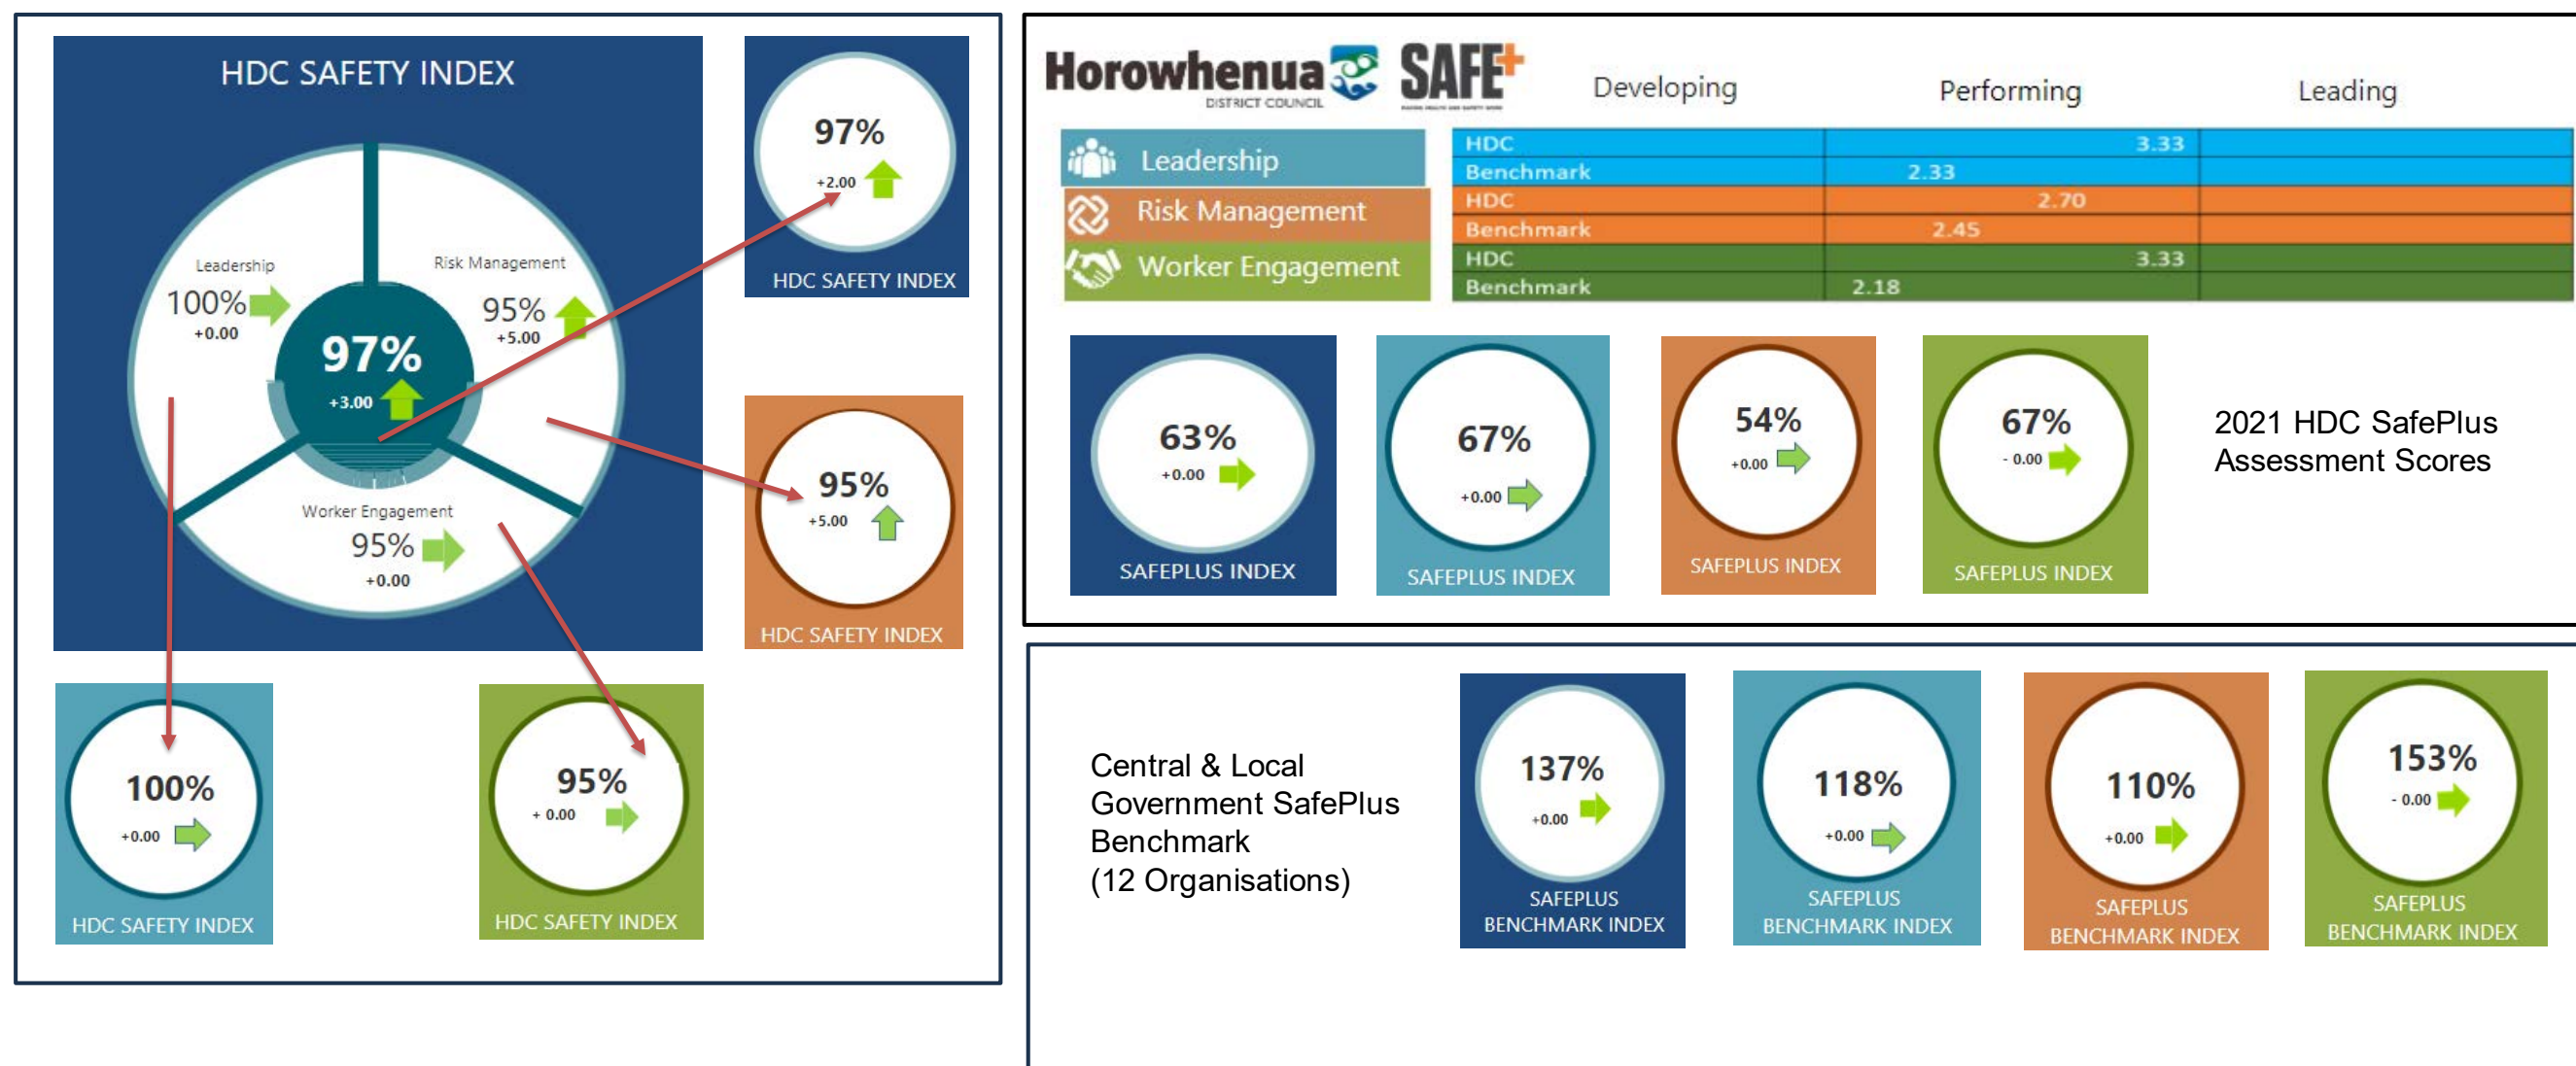 HDC SAFETY INDEX
Leadership
100%
+0.00
Risk Management
95%
+5.00
97%
+3.00
Worker Engagement
95%
+0.00
97%
+2.00
HDC SAFETY INDEX
95%
+5.00
HDC SAFETY INDEX
100%
+0.00
HDC SAFETY INDEX
95%
+ 0.00
HDC SAFETY INDEX
Horowhenua
DISTRICT COUNCIL
SAFE+
Developing
Performing
Leading
Leadership
HDC 3.33
Benchmark 2.33
Risk Management
HDC 2.70
Benchmark 2.45
Worker Engagement
HDC 3.33
Benchmark 2.18
63%
+0.00
SAFEPLUS INDEX
67%
+0.00
SAFEPLUS INDEX
54%
+0.00
SAFEPLUS INDEX
67%
- 0.00
SAFEPLUS INDEX
2021 HDC SafePlus
Assessment Scores
Central & Local
Government SafePlus
Benchmark
(12 Organisations)
137%
+0.00
SAFEPLUS
BENCHMARK INDEX
118%
+0.00
SAFEPLUS
BENCHMARK INDEX
110%
+0.00
SAFEPLUS
BENCHMARK INDEX
153%
- 0.00
SAFEPLUS
BENCHMARK INDEX